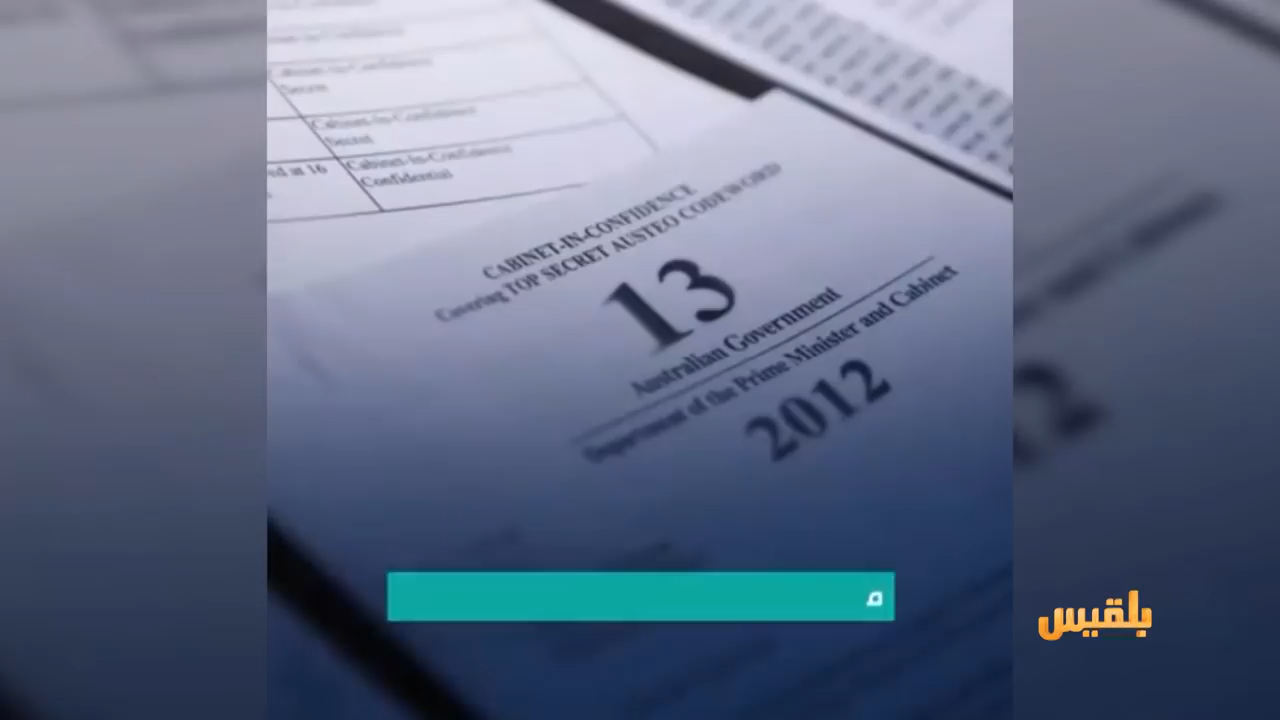 Cabinet-in-Confidence
Secret
Cabinet-in-Confidence
Secret
ed at 16
Cabinet-in-Confidence
Confidential
CABINET-IN-CONFIDENCE
Covering TOP SECRET AUSTEO CODEWORD
13
Australian Government
Department of the Prime Minister and Cabinet
2012
م
بلقيس